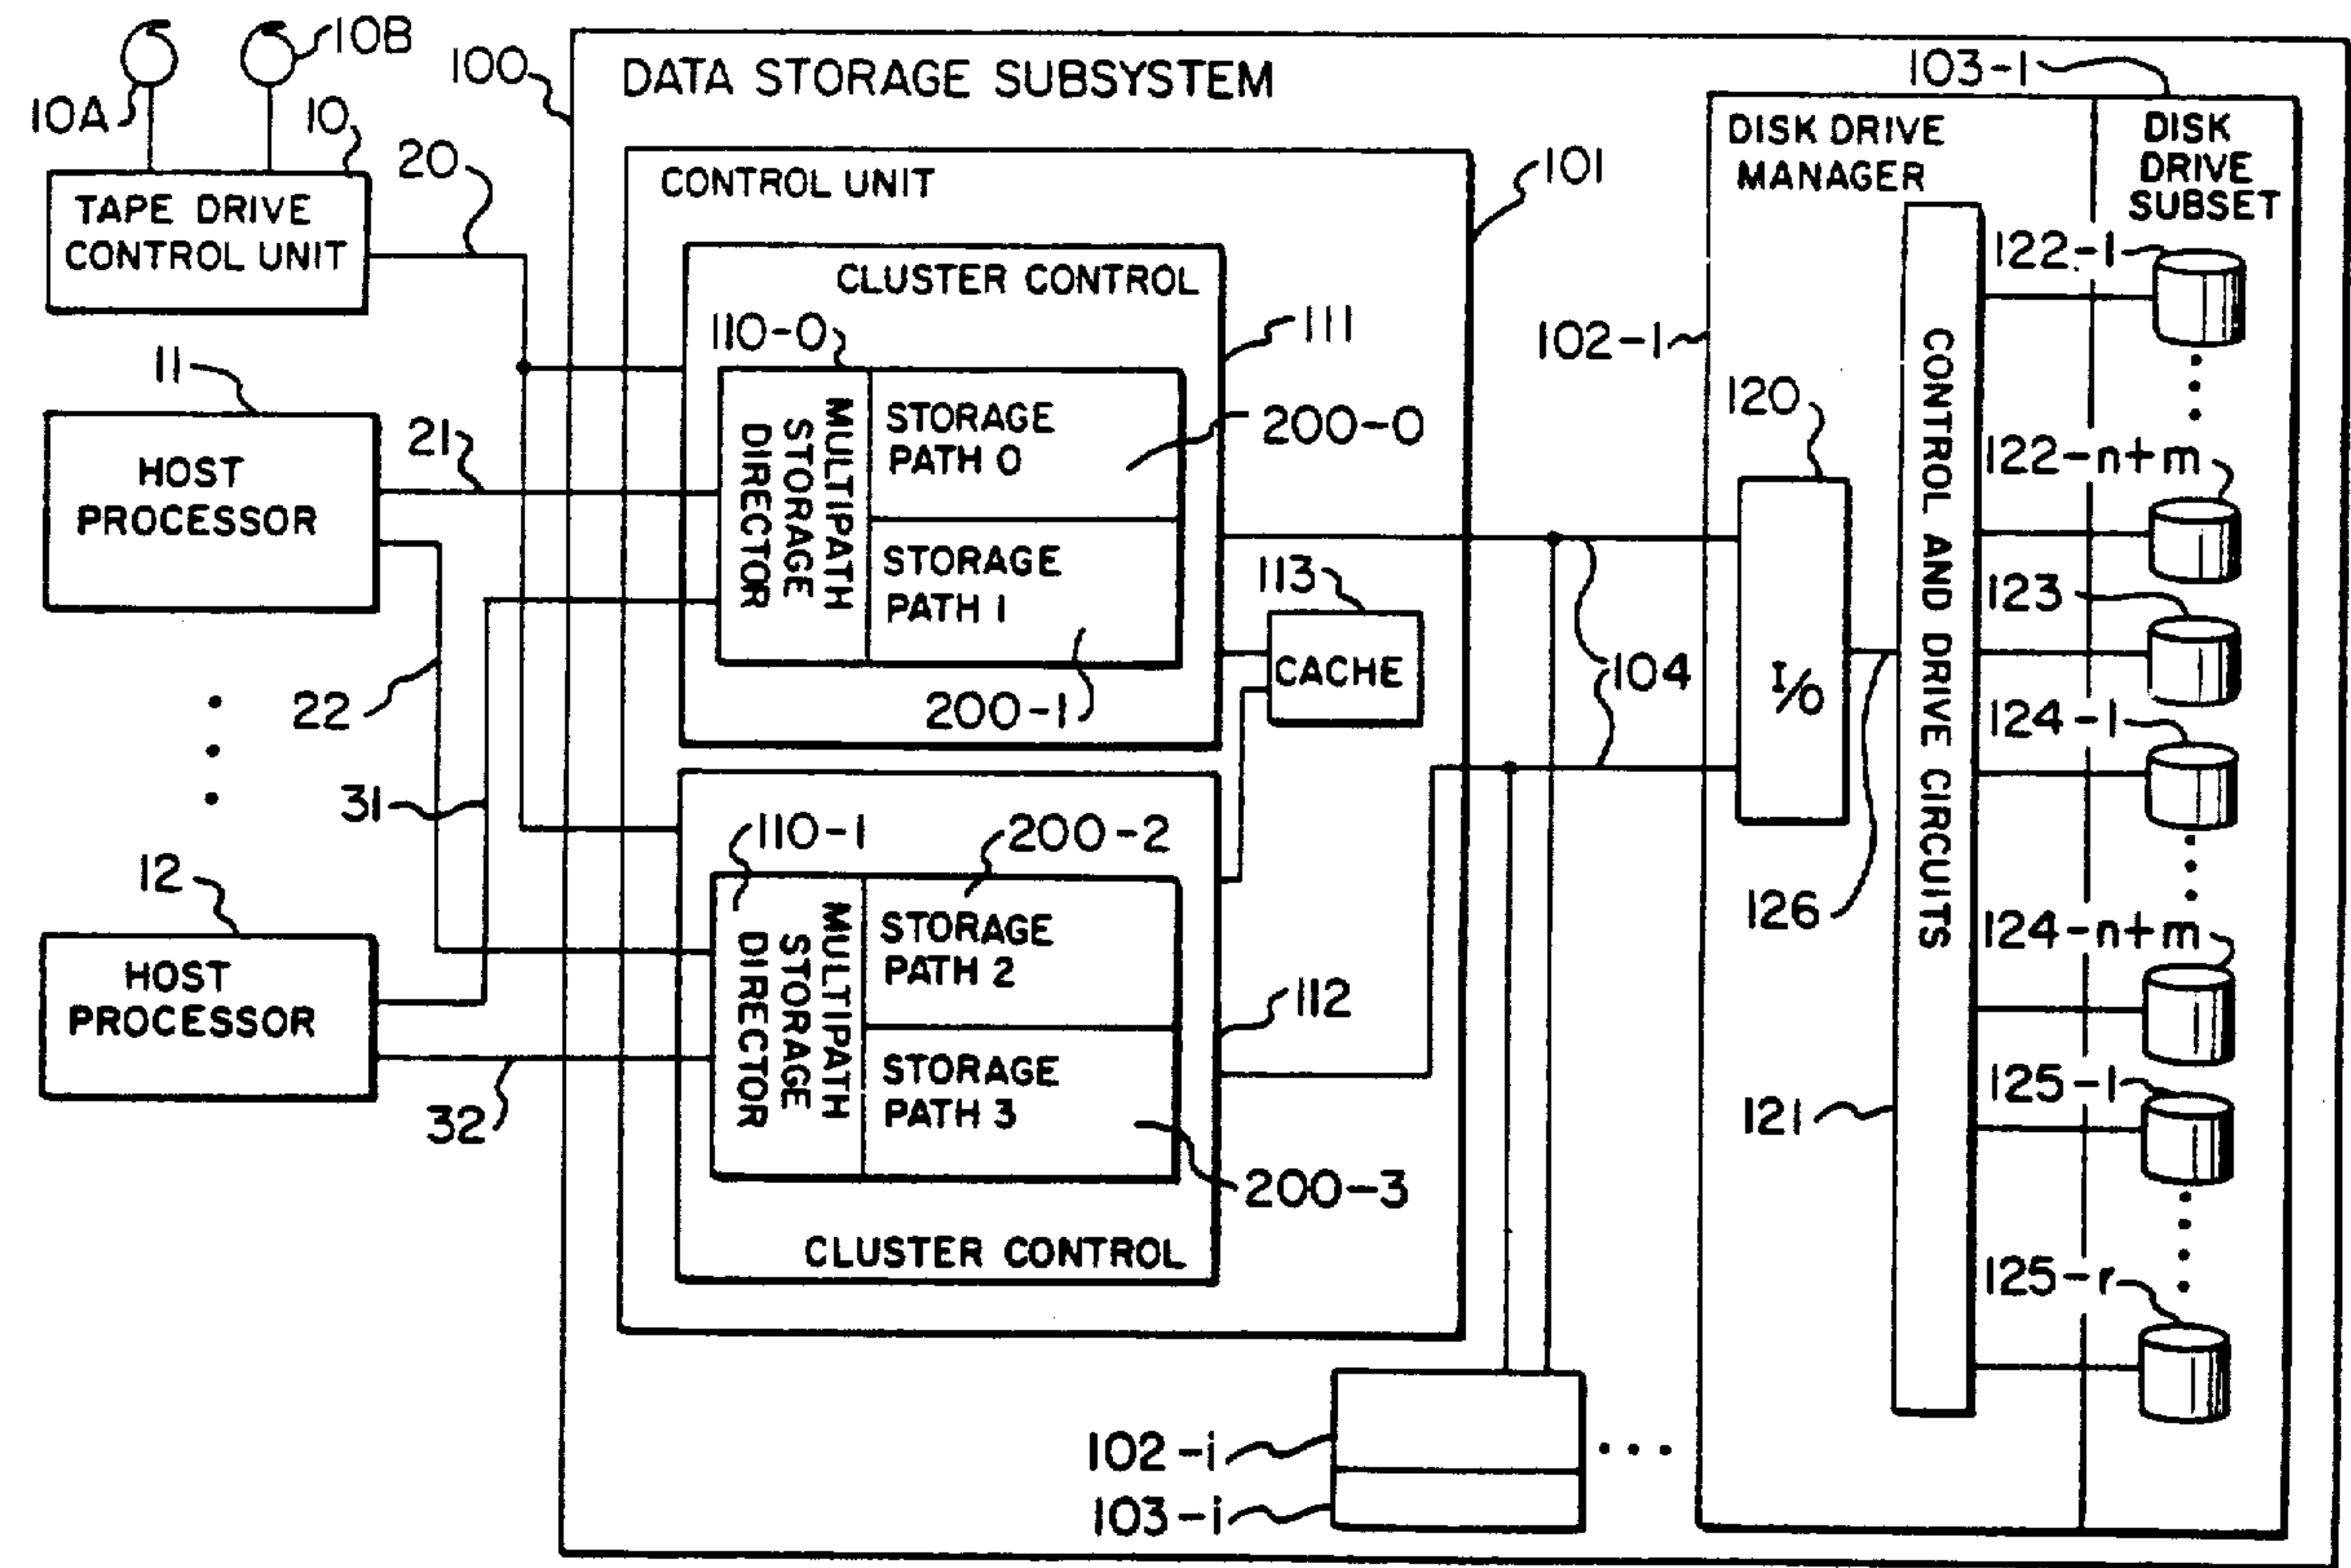 10A
10B
10
TAPE DRIVE
CONTROL UNIT
20
11
HOST
PROCESSOR
21
22
31
12
HOST
PROCESSOR
32
100
DATA STORAGE SUBSYSTEM
CONTROL UNIT
101
CLUSTER CONTROL
110-0
111
MULTIPATH
STORAGE
DIRECTOR
STORAGE
PATH 0
200-0
STORAGE
PATH 1
200-1
113
CACHE
104
110-1
200-2
MULTIPATH
STORAGE
DIRECTOR
STORAGE
PATH 2
112
STORAGE
PATH 3
200-3
CLUSTER CONTROL
102-i
103-i
103-1
DISK DRIVE
MANAGER
DISK
DRIVE
SUBSET
102-1
120
I/O
126
121
CONTROL AND DRIVE CIRCUITS
122-1
122-n+m
123
124-1
124-n+m
125-1
125-r